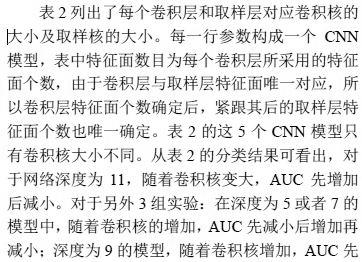 表 2 列出了每个卷积层和取样层对应卷积核的
大小及取样核的大小。每一行参数构成一个 CNN
模型，表中特征面数目为每个卷积层所采用的特征
面个数，由于卷积层与取样层特征面唯一对应，所
以卷积层特征面个数确定后，紧跟其后的取样层特
征面个数也唯一确定。表 2 的这 5 个 CNN 模型只
有卷积核大小不同。从表 2 的分类结果可看出，对
于网络深度为 11，随着卷积核变大，AUC 先增加
后减小。对于另外 3 组实验：在深度为 5 或者 7 的
模型中，随着卷积核的增加，AUC 先减小后增加再
减小；深度为 9 的模型，随着卷积核增加，AUC 先